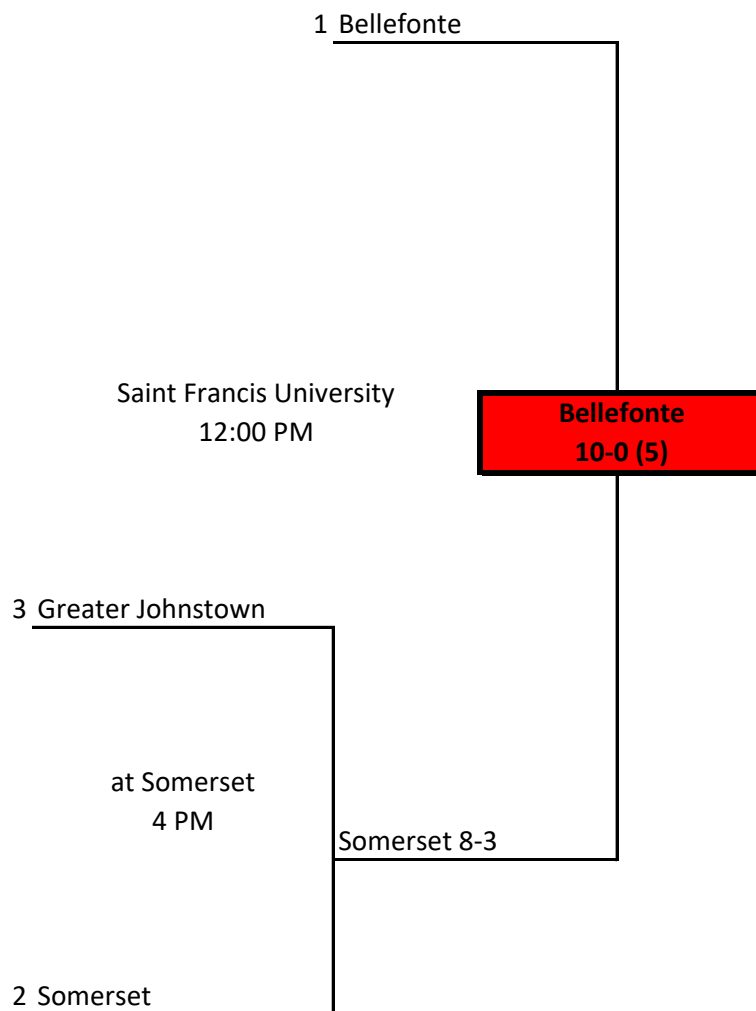 1 Bellefonte
Saint Francis University
12:00 PM
Bellefonte
10-0 (5)
3 Greater Johnstown
at Somerset
4 PM
Somerset 8-3
2 Somerset